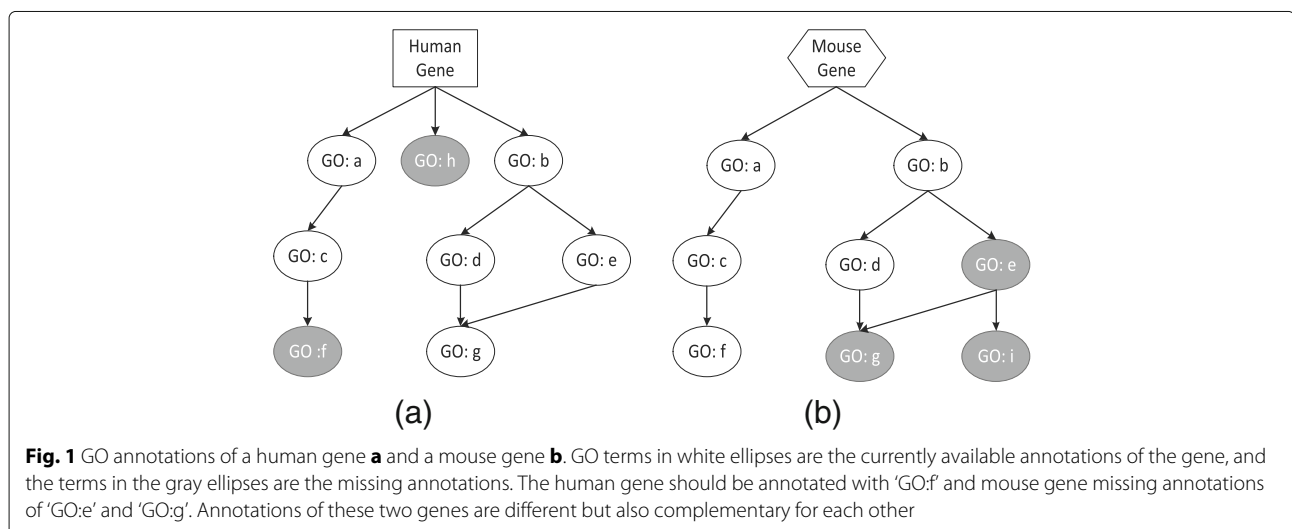 Human
Gene
Mouse
Gene
GO: a
GO: h
GO: b
GO: a
GO: b
GO: c
GO: d
GO: e
GO: c
GO: d
GO: e
GO :f
GO: g
GO: f
GO: g
GO: i
(a)
(b)
Fig. 1 GO annotations of a human gene a and a mouse gene b. GO terms in white ellipses are the currently available annotations of the gene, and
the terms in the gray ellipses are the missing annotations. The human gene should be annotated with ‘GO:f’ and mouse gene missing annotations
of ‘GO:e’ and ‘GO:g’. Annotations of these two genes are different but also complementary for each other